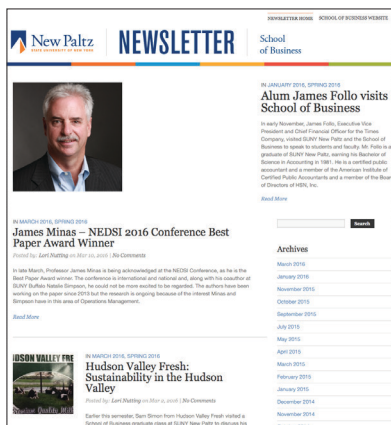 NEWSLETTER HOME   SCHOOL OF BUSINESS WEBSITE
New Paltz
STATE UNIVERSITY OF NEW YORK
NEWSLETTER
School
of Business
IN JANUARY 2016, SPRING 2016
Alum James Follo visits
School of Business
In early November, James Follo, Executive Vice
President and Chief Financial Officer for the Times
Company, visited SUNY New Paltz and the School of
Business to speak to students and faculty. Mr. Follo is a
graduate of SUNY New Paltz, earning his Bachelor of
Science in Accounting in 1981. He is a certified public
accountant and a member of the American Institute of
Certified Public Accountants and a member of the Board
of Directors of HSN, Inc.
Read More
IN MARCH 2016, SPRING 2016
James Minas – NEDSI 2016 Conference Best
Paper Award Winner
Posted by: Lori Nutting on Mar 10, 2016 | No Comments
In late March, Professor James Minas is being acknowledged at the NEDSI Conference, as he is the
Best Paper Award winner. The conference is international and national and, along with his coauthor at
SUNY Buffalo Natalie Simpson, he could not be more excited to be regarded. The authors have been
working on the paper since 2013 but the research is ongoing because of the interest Minas and
Simpson have in this area of Operations Management.
Read More
Search
Archives
March 2016
January 2016
November 2015
October 2015
September 2015
July 2015
May 2015
April 2015
March 2015
February 2015
January 2015
December 2014
November 2014
HUDSON VALLEY FRE
IN MARCH 2016, SPRING 2016
Hudson Valley Fresh:
Sustainability in the Hudson
Valley
Posted by: Lori Nutting on Mar 2, 2016 | No Comments
Earlier this semester, Sam Simon from Hudson Valley Fresh visited a
School of Business graduate class at SUNY New Paltz to discuss his